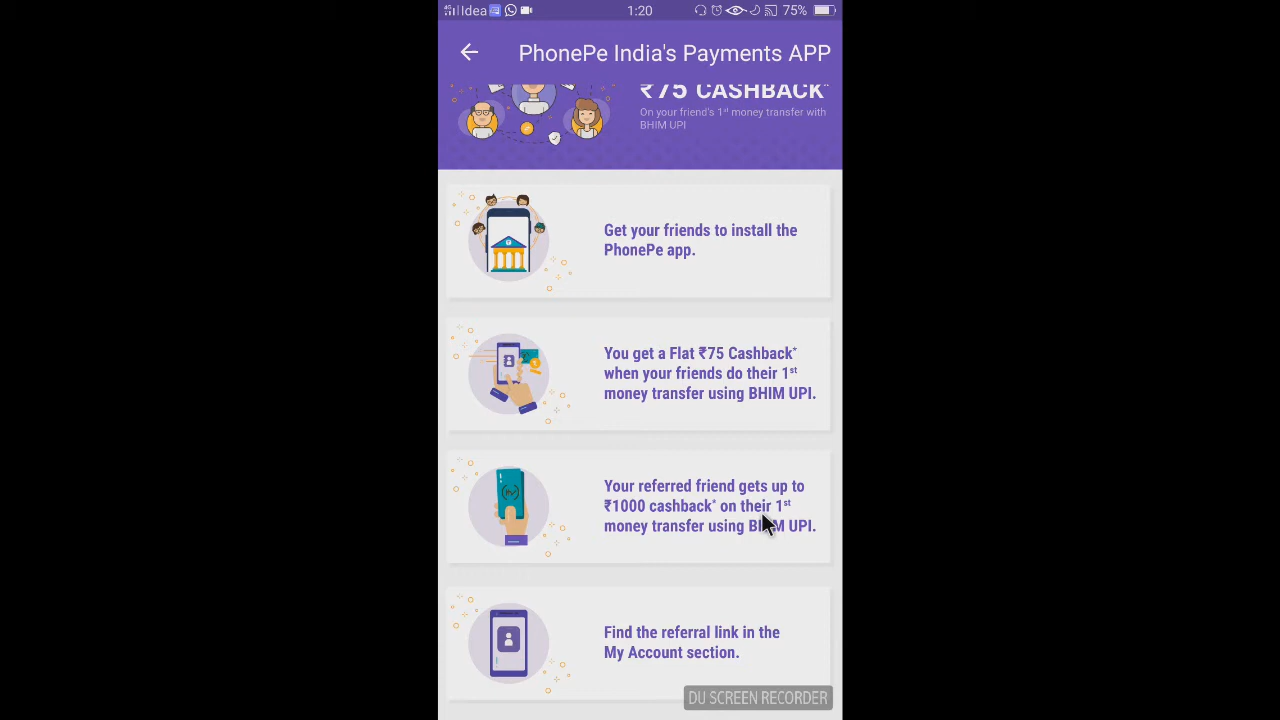 Idea 1:20 75%
PhonePe India's Payments APP
₹75 CASHBACK*
On your friend's 1st money transfer with
BHIM UPI
Get your friends to install the
PhonePe app.
You get a Flat ₹75 Cashback*
when your friends do their 1st
money transfer using BHIM UPI.
Your referred friend gets up to
₹1000 cashback* on their 1st
money transfer using BHIM UPI.
Find the referral link in the
My Account section.
DU SCREEN RECORDER